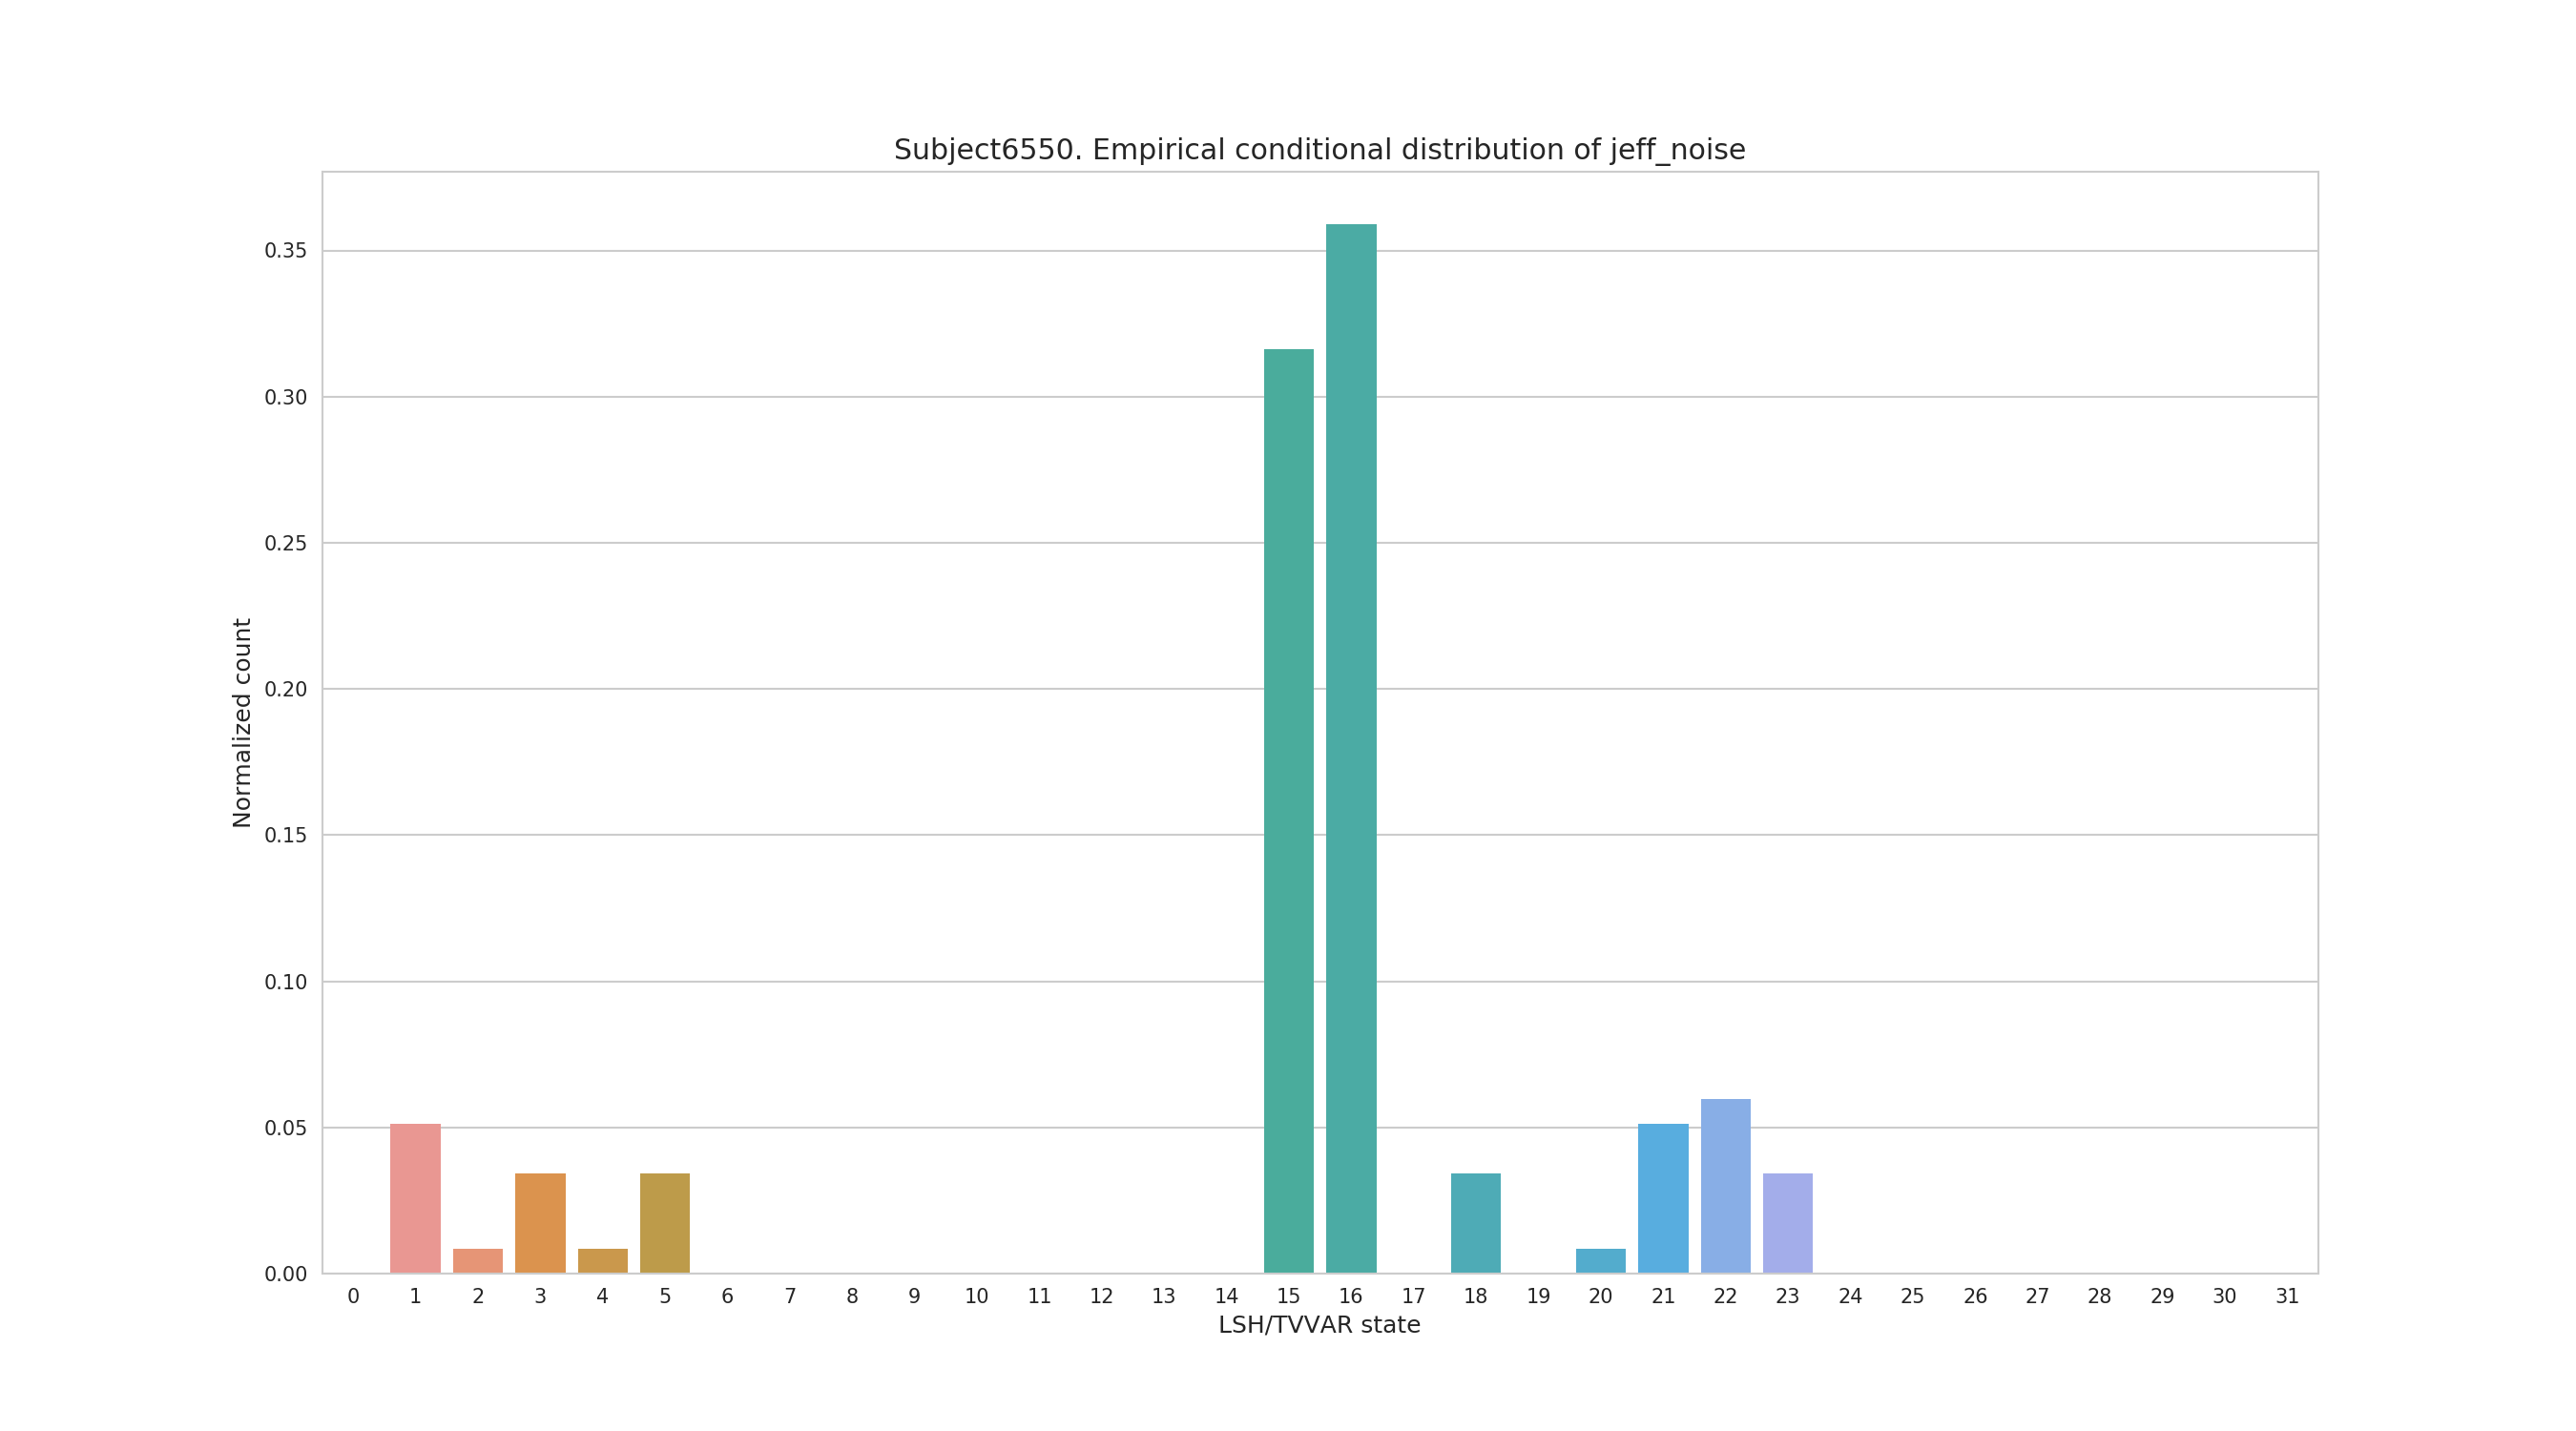 Subject6550. Empirical conditional distribution of jeff_noise
Normalized count
0.35
0.30
0.25
0.20
0.15
0.10
0.05
0.00
0 1 2 3 4 5 6 7 8 9 10 11 12 13 14 15 16 17 18 19 20 21 22 23 24 25 26 27 28 29 30 31
LSH/TVVAR state